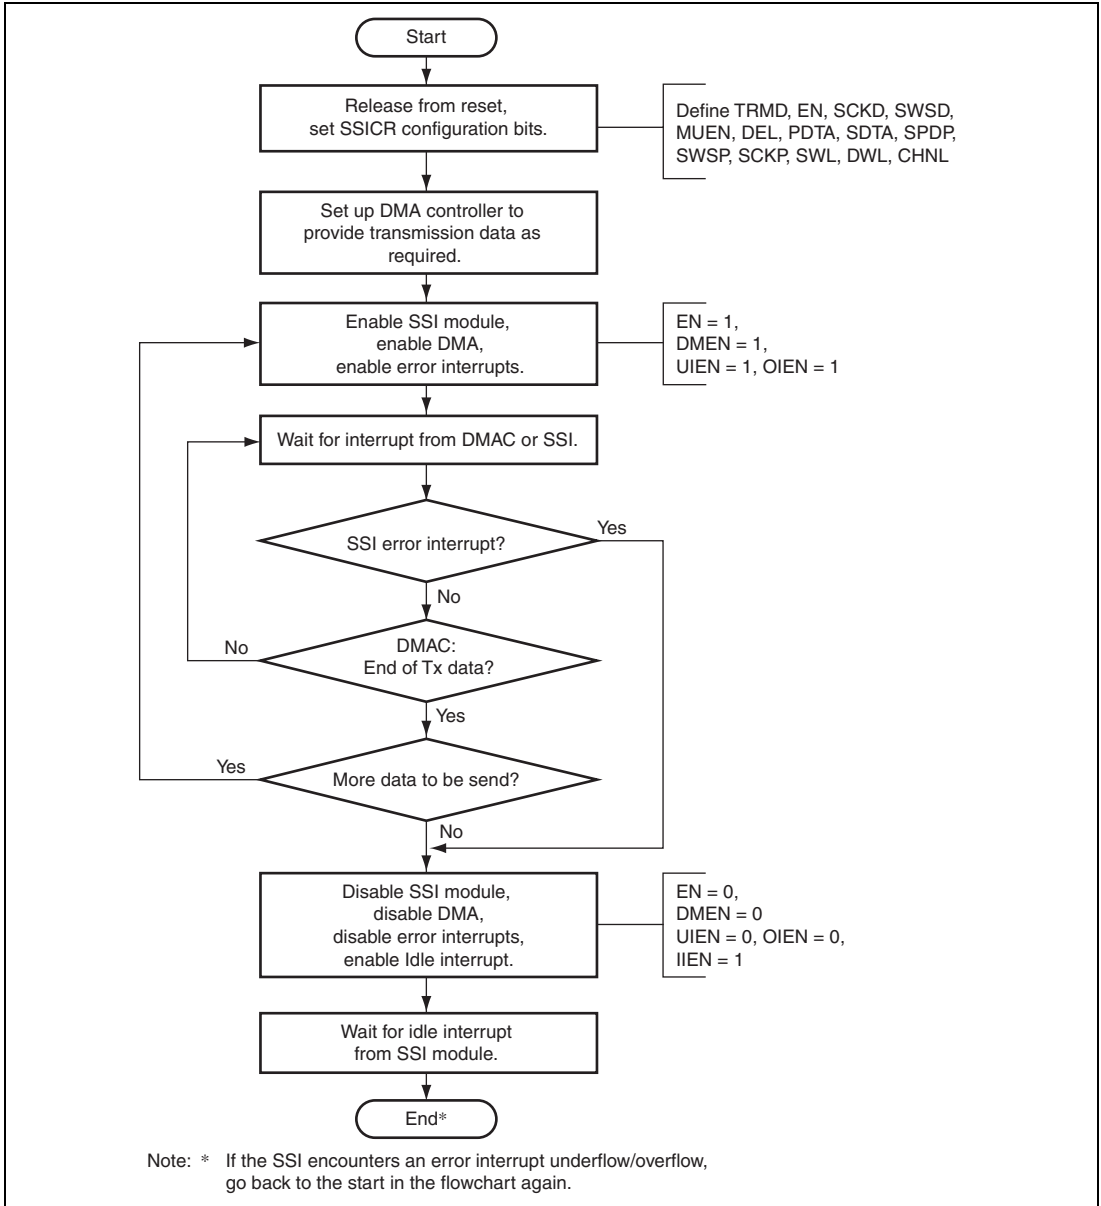 Start
Release from reset,
set SSICR configuration bits.
Define TRMD, EN, SCKD, SWSD,
MUEN, DEL, PDTA, SDTA, SPDP,
SWSP, SCKP, SWL, DWL, CHNL
Set up DMA controller to
provide transmission data as
required.
Enable SSI module,
enable DMA,
enable error interrupts.
EN = 1,
DMEN = 1,
UIEN = 1, OIEN = 1
Wait for interrupt from DMAC or SSI.
SSI error interrupt?
Yes
No
DMAC:
End of Tx data?
No
Yes
More data to be send?
Yes
No
Disable SSI module,
disable DMA,
disable error interrupts,
enable Idle interrupt.
EN = 0,
DMEN = 0
UIEN = 0, OIEN = 0,
IIEN = 1
Wait for idle interrupt
from SSI module.
End*
Note: * If the SSI encounters an error interrupt underflow/overflow,
go back to the start in the flowchart again.